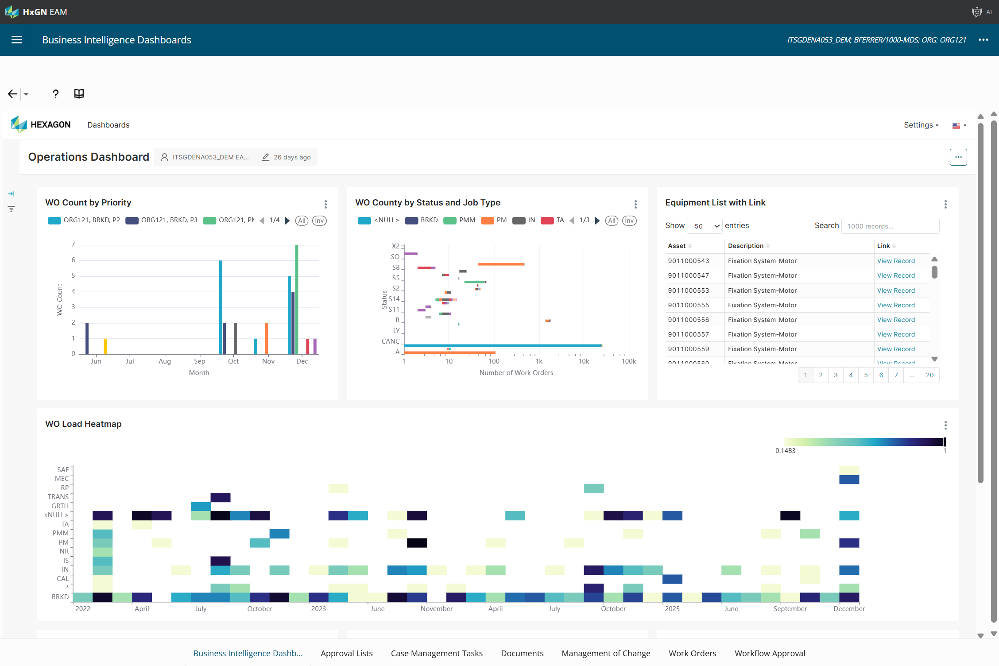 HxGN EAM
AI
Business Intelligence Dashboards
ITSGDENA053_DEM; BFERRER/1000-MDS; ORG: ORG121
HEXAGON
Dashboards
Settings
Operations Dashboard
ITSGDENA053_DEM EA...
26 days ago
WO Count by Priority
ORG121, BRKD, P2
ORG121, BRKD, P3
ORG121, PM
1/4
All
Inv
7
6
5
4
3
2
1
0
WO Count
Jun
Jul
Aug
Sep
Oct
Nov
Dec
Month
WO County by Status and Job Type
<NULL>
BRKD
PMM
PM
IN
TA
1/3
All
Inv
X2
SO
S8
S5
S2
S14
S11
R
LY
CANC
A
Status
1
10
100
1k
10k
100k
Number of Work Orders
Equipment List with Link
Show 50 entries
Search 1000 records...
Asset Description Link
9011000543 Fixation System-Motor View Record
9011000547 Fixation System-Motor View Record
9011000553 Fixation System-Motor View Record
9011000555 Fixation System-Motor View Record
9011000556 Fixation System-Motor View Record
9011000557 Fixation System-Motor View Record
9011000559 Fixation System-Motor View Record
9011000560 Fixation System-Motor View Record
1 2 3 4 5 6 7 ... 20
WO Load Heatmap
0.1483
1
SAF
MEC
RP
TRANS
GRTH
<NULL>
TA
PMM
PM
NR
IS
IN
CAL
*
BRKD
2022
April
July
October
2023
June
November
April
July
October
2025
June
September
December
Business Intelligence Dashb...
Approval Lists
Case Management Tasks
Documents
Management of Change
Work Orders
Workflow Approval